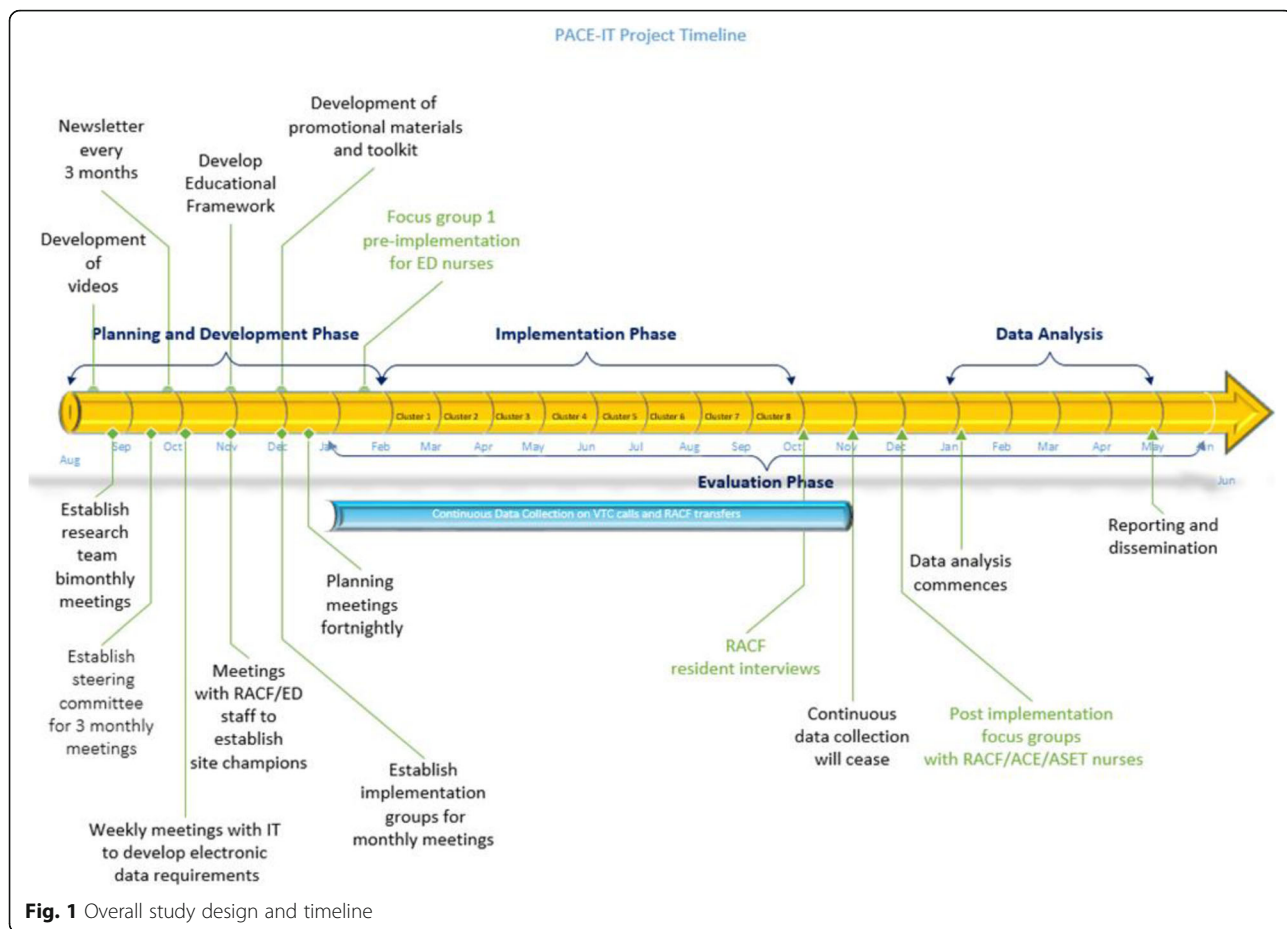 PACE-IT Project Timeline
Newsletter
every
3 months
Development of
promotional materials
and toolkit
Develop
Educational
Framework
Focus group 1
pre-implementation
for ED nurses
Development
of
videos
Planning and Development Phase
Implementation Phase
Data Analysis
Cluster 1
Cluster 2
Cluster 3
Cluster 4
Cluster 5
Cluster 6
Cluster 7
Cluster 8
Aug
Sep
Oct
Nov
Dec
Jan
Feb
Mar
Apr
May
Jun
Jul
Aug
Sep
Oct
Nov
Dec
Jan
Feb
Mar
Apr
May
Jun
Jun
Evaluation Phase
Continuous Data Collection on VTC calls and RACF transfers
Establish
research
team
bimonthly
meetings
Planning
meetings
fortnightly
Reporting and
dissemination
Data analysis
commences
RACF
resident interviews
Establish
steering
committee
for 3 monthly
meetings
Meetings
with RACF/ED
staff to
establish
site champions
Continuous
data collection
will cease
Post implementation
focus groups
with RACF/ACE/ASET nurses
Establish
implementation
groups for
monthly meetings
Weekly meetings with IT
to develop electronic
data requirements
Fig. 1 Overall study design and timeline